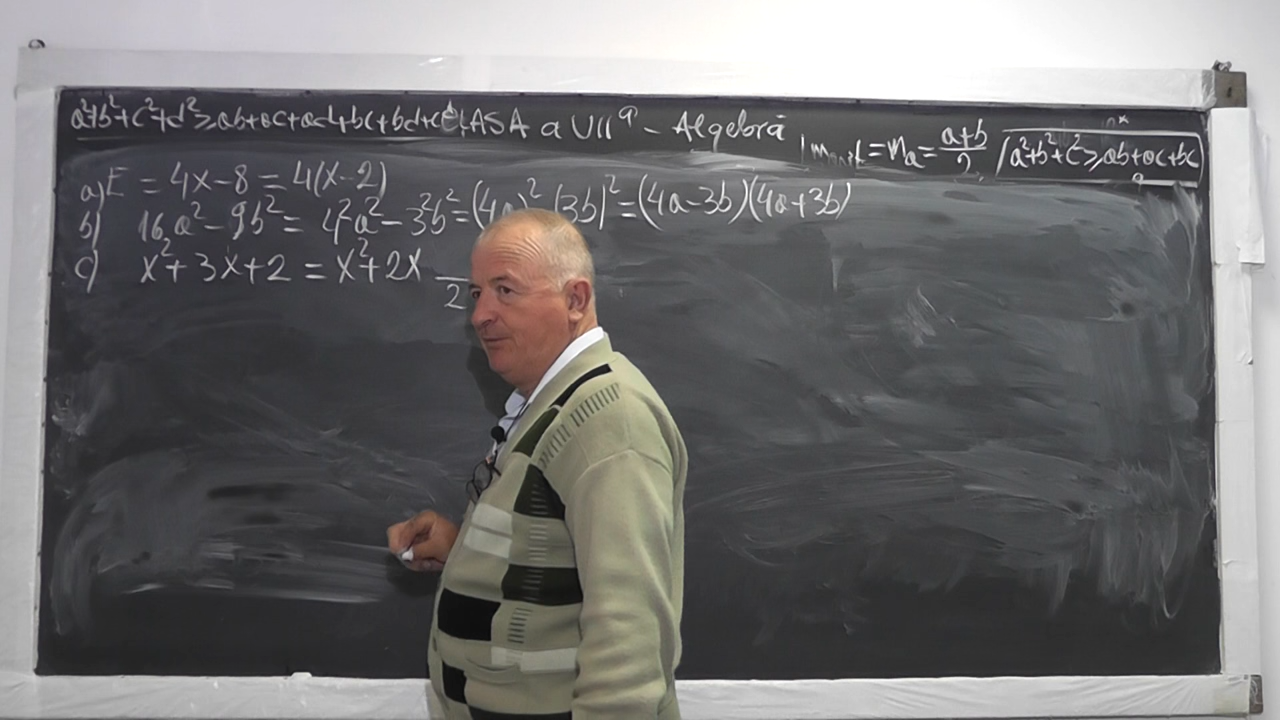 a²+b²+c²+d²≥ab+ac+ad+bc+bd+cd CLASA a VII ª - Algebră
= m_a = a+b/2
a²+b²+c²≥ab+ac+bc
a) E = 4x-8 = 4(x-2)
b) 16a²-9b² = 4²a²-3²b²=(4a)² (3b)²=(4a-3b)(4a+3b)
c) x²+3x+2 = x²+2x
2